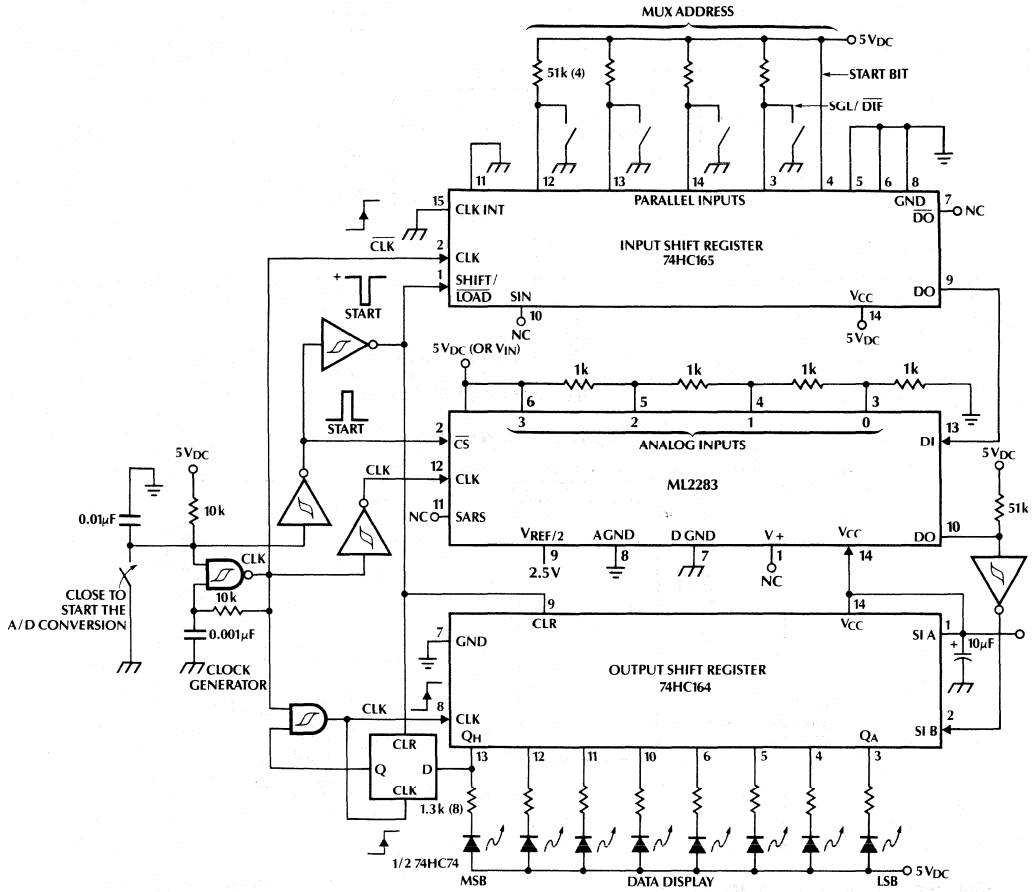 MUX ADDRESS
5VDC
51k (4)
START BIT
SGL/DIF
11
12
13
14
3
4
5
6
8
PARALLEL INPUTS
GND
15
CLK INT
7
DO
NC
CLK
2
CLK
INPUT SHIFT REGISTER
74HC165
1
SHIFT/
LOAD
+
START
9
DO
SIN
10
NC
VCC
14
5VDC
5VDC (OR VIN)
1k
1k
1k
1k
6
5
4
3
3
2
1
0
ANALOG INPUTS
START
2
CS
13
DI
CLK
12
CLK
ML2283
5VDC
51k
11
NC
SARS
10
DO
VREF/2
A GND
D GND
V+
VCC
9
8
7
1
14
2.5V
NC
5VDC
0.01µF
10k
CLK
10k
CLOSE TO
START THE
A/D CONVERSION
0.001µF
CLOCK
GENERATOR
9
CLR
14
VCC
7
GND
1
SI A
+
10µF
OUTPUT SHIFT REGISTER
74HC164
CLK
8
CLK
2
SI B
QH
QA
CLR
Q
D
CLK
13
12
11
10
6
5
4
3
1.3k (8)
1/2 74HC74
MSB
DATA DISPLAY
LSB
5VDC